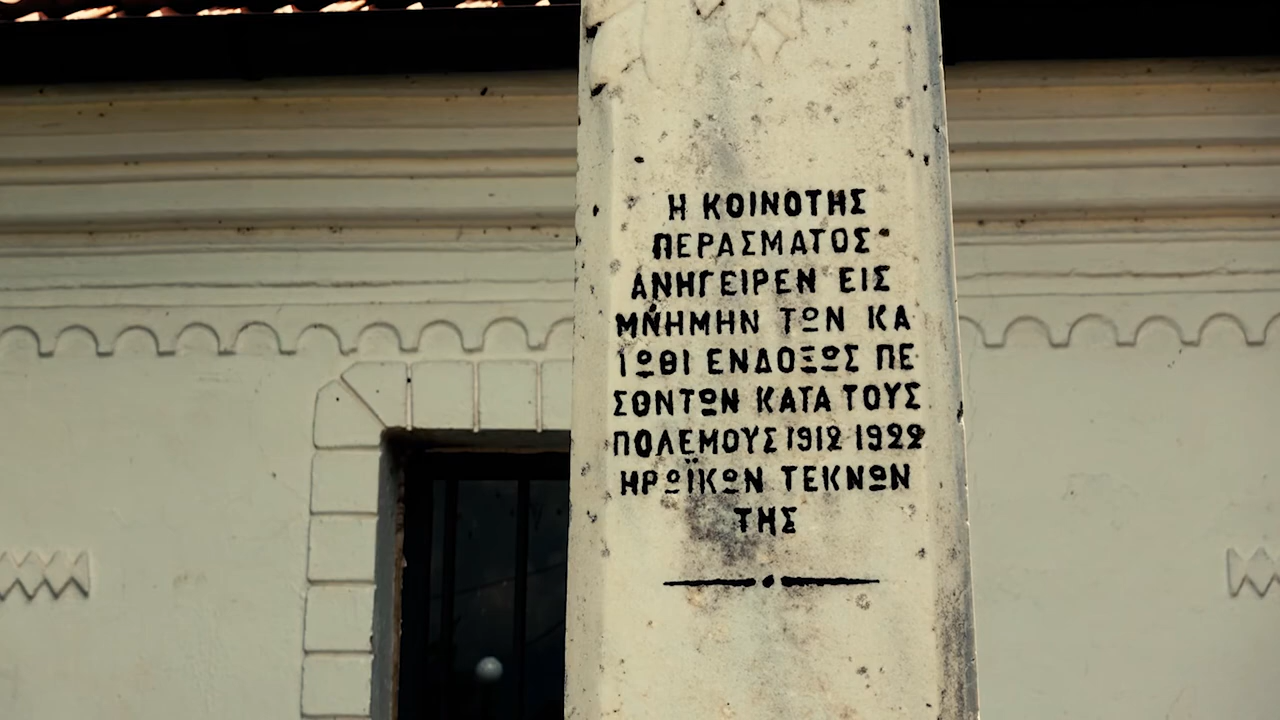 Η ΚΟΙΝΟΤΗΣ
ΠΕΡΑΣΜΑΤΟΣ
ΑΝΗΓΕΙΡΕΝ ΕΙΣ
ΜΝΗΜΗΝ ΤΩΝ ΚΑ
ΙΩΘΙ ΕΝΔΟΞΩΣ ΠΕ
ΣΟΝΤΩΝ ΚΑΤΑ ΤΟΥΣ
ΠΟΛΕΜΟΥΣ 1912 1922
ΗΡΩΪΚΩΝ ΤΕΚΝΩΝ
ΤΗΣ